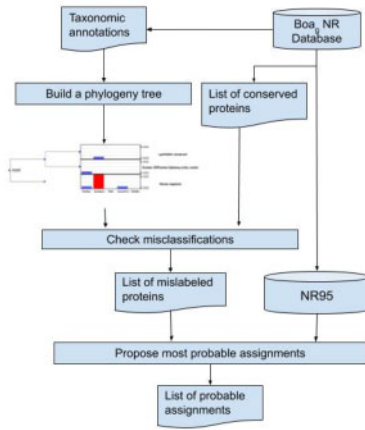 Taxonomic
annotations
Boa g NR
Database
Build a phylogeny tree
List of conserved
proteins
Check misclassifications
List of mislabeled
proteins
NR95
Propose most probable assignments
List of probable
assignments